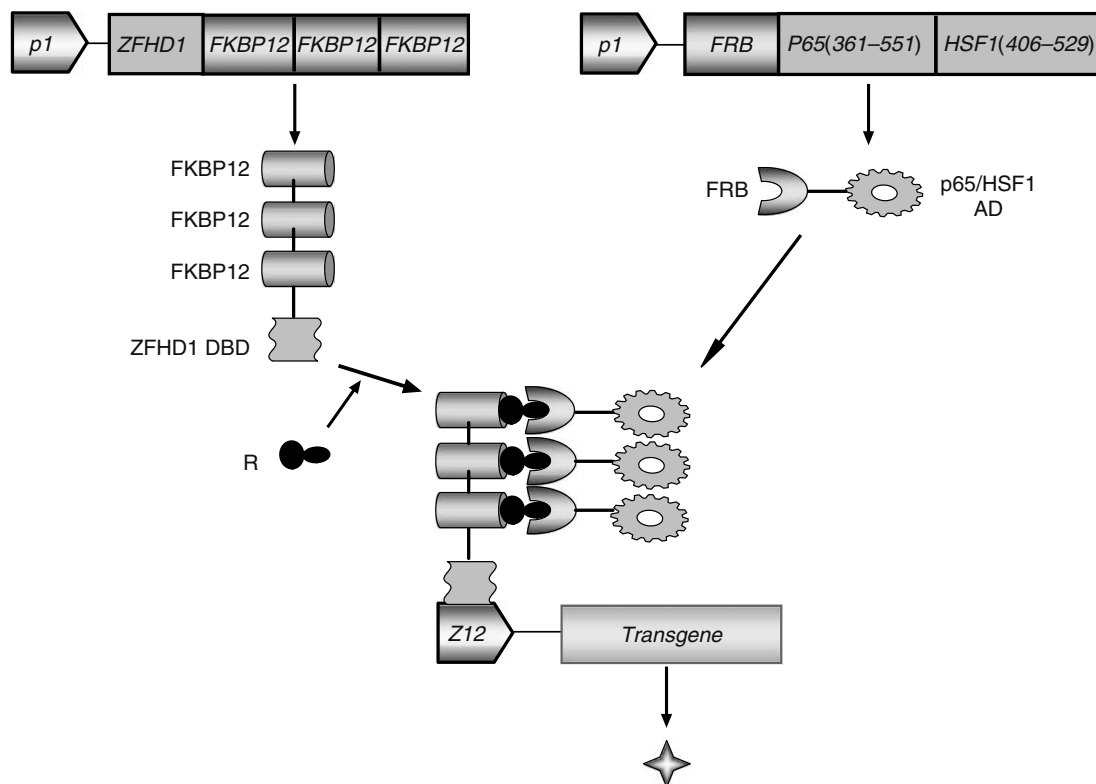 p1 ZFHD1 FKBP12 FKBP12 FKBP12
p1 FRB P65(361–551) HSF1(406–529)
FKBP12
FKBP12
FKBP12
ZFHD1 DBD
FRB
p65/HSF1
AD
R
Z12 Transgene